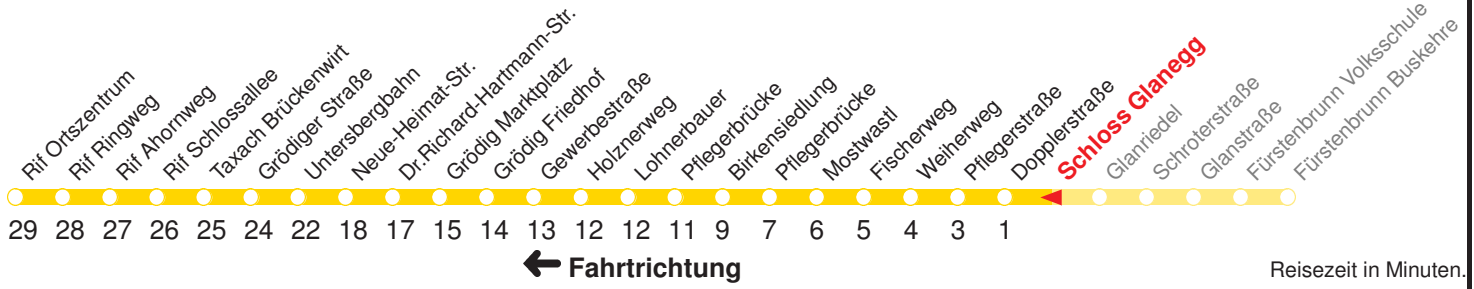 Rif Ortszentrum
Rif Ringweg
Rif Ahornweg
Rif Schlossallee
Taxach Brückenwirt
Grödiger Straße
Untersbergbahn
Neue-Heimat-Str.
Dr.Richard-Hartmann-Str.
Grödig Marktplatz
Grödig Friedhof
Gewerbestraße
Holznerweg
Lohnerbauer
Pflegerbrücke
Birkensiedlung
Pflegerbrücke
Mostwastl
Fischerweg
Weiherweg
Pflegerstraße
Dopplerstraße
Schloss Glanegg
Glanriedel
Schroterstraße
Glanstraße
Fürstenbrunn Volksschule
Fürstenbrunn Buskehre
29 28 27 26 25 24 22 18 17 15 14 13 12 12 11 9 7 6 5 4 3 1
Fahrtrichtung
Reisezeit in Minuten.